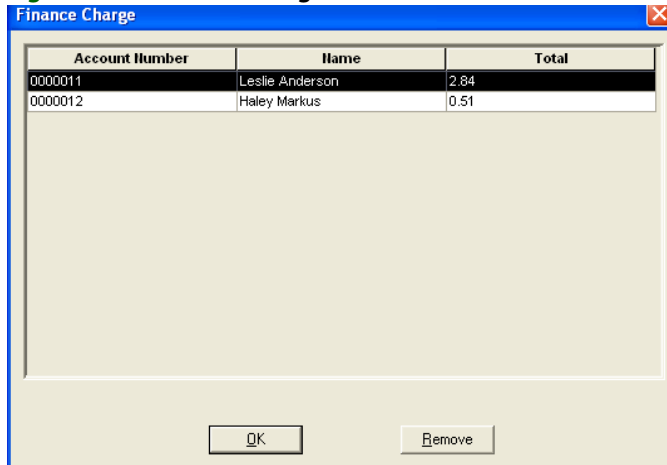 Finance Charge
Account Number Name Total
0000011 Leslie Anderson 2.84
0000012 Haley Markus 0.51
OK Remove